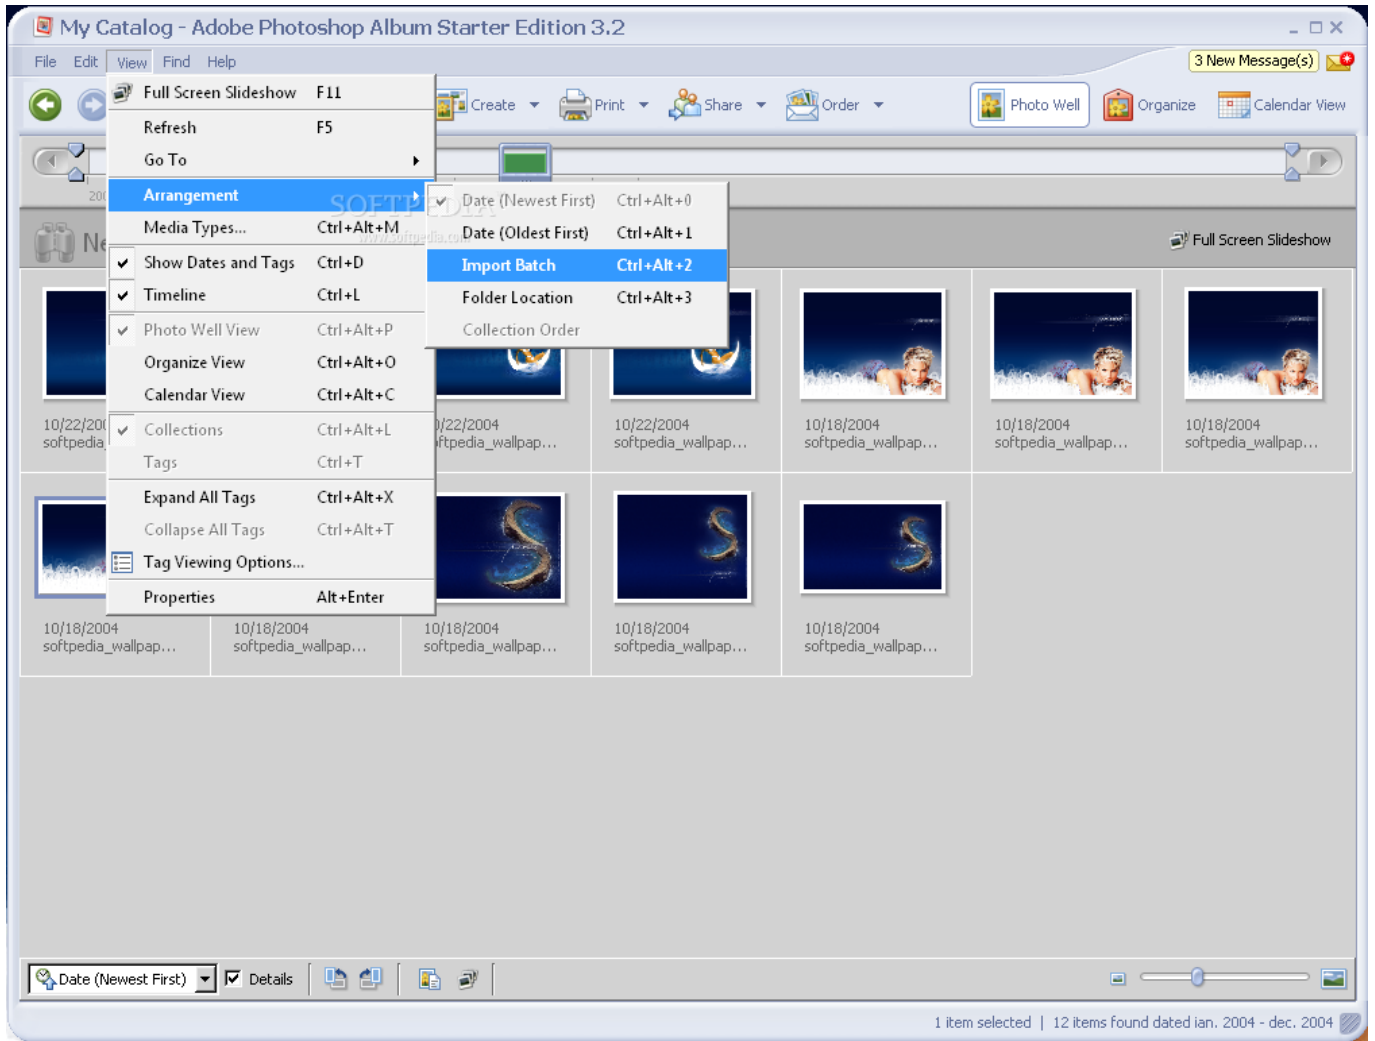 My Catalog - Adobe Photoshop Album Starter Edition 3.2
File Edit View Find Help
3 New Message(s)
Create Print Share Order
Photo Well Organize Calendar View
Full Screen Slideshow F11
Refresh F5
Go To
Arrangement
Media Types... Ctrl+Alt+M
Show Dates and Tags Ctrl+D
Timeline Ctrl+L
Photo Well View Ctrl+Alt+P
Organize View Ctrl+Alt+O
Calendar View Ctrl+Alt+C
Collections Ctrl+Alt+L
Tags Ctrl+T
Expand All Tags Ctrl+Alt+X
Collapse All Tags Ctrl+Alt+T
Tag Viewing Options...
Properties Alt+Enter
SOFTPEDIA
www.softpedia.com
Date (Newest First) Ctrl+Alt+0
Date (Oldest First) Ctrl+Alt+1
Import Batch Ctrl+Alt+2
Folder Location Ctrl+Alt+3
Collection Order
Full Screen Slideshow
10/22/2004 10/18/2004 10/18/2004 10/18/2004
softpedia_wallpap... softpedia_wallpap... softpedia_wallpap... softpedia_wallpap...
10/18/2004 10/18/2004 10/18/2004 10/18/2004 10/18/2004
softpedia_wallpap... softpedia_wallpap... softpedia_wallpap... softpedia_wallpap... softpedia_wallpap...
Date (Newest First) Details
1 item selected | 12 items found dated ian. 2004 - dec. 2004